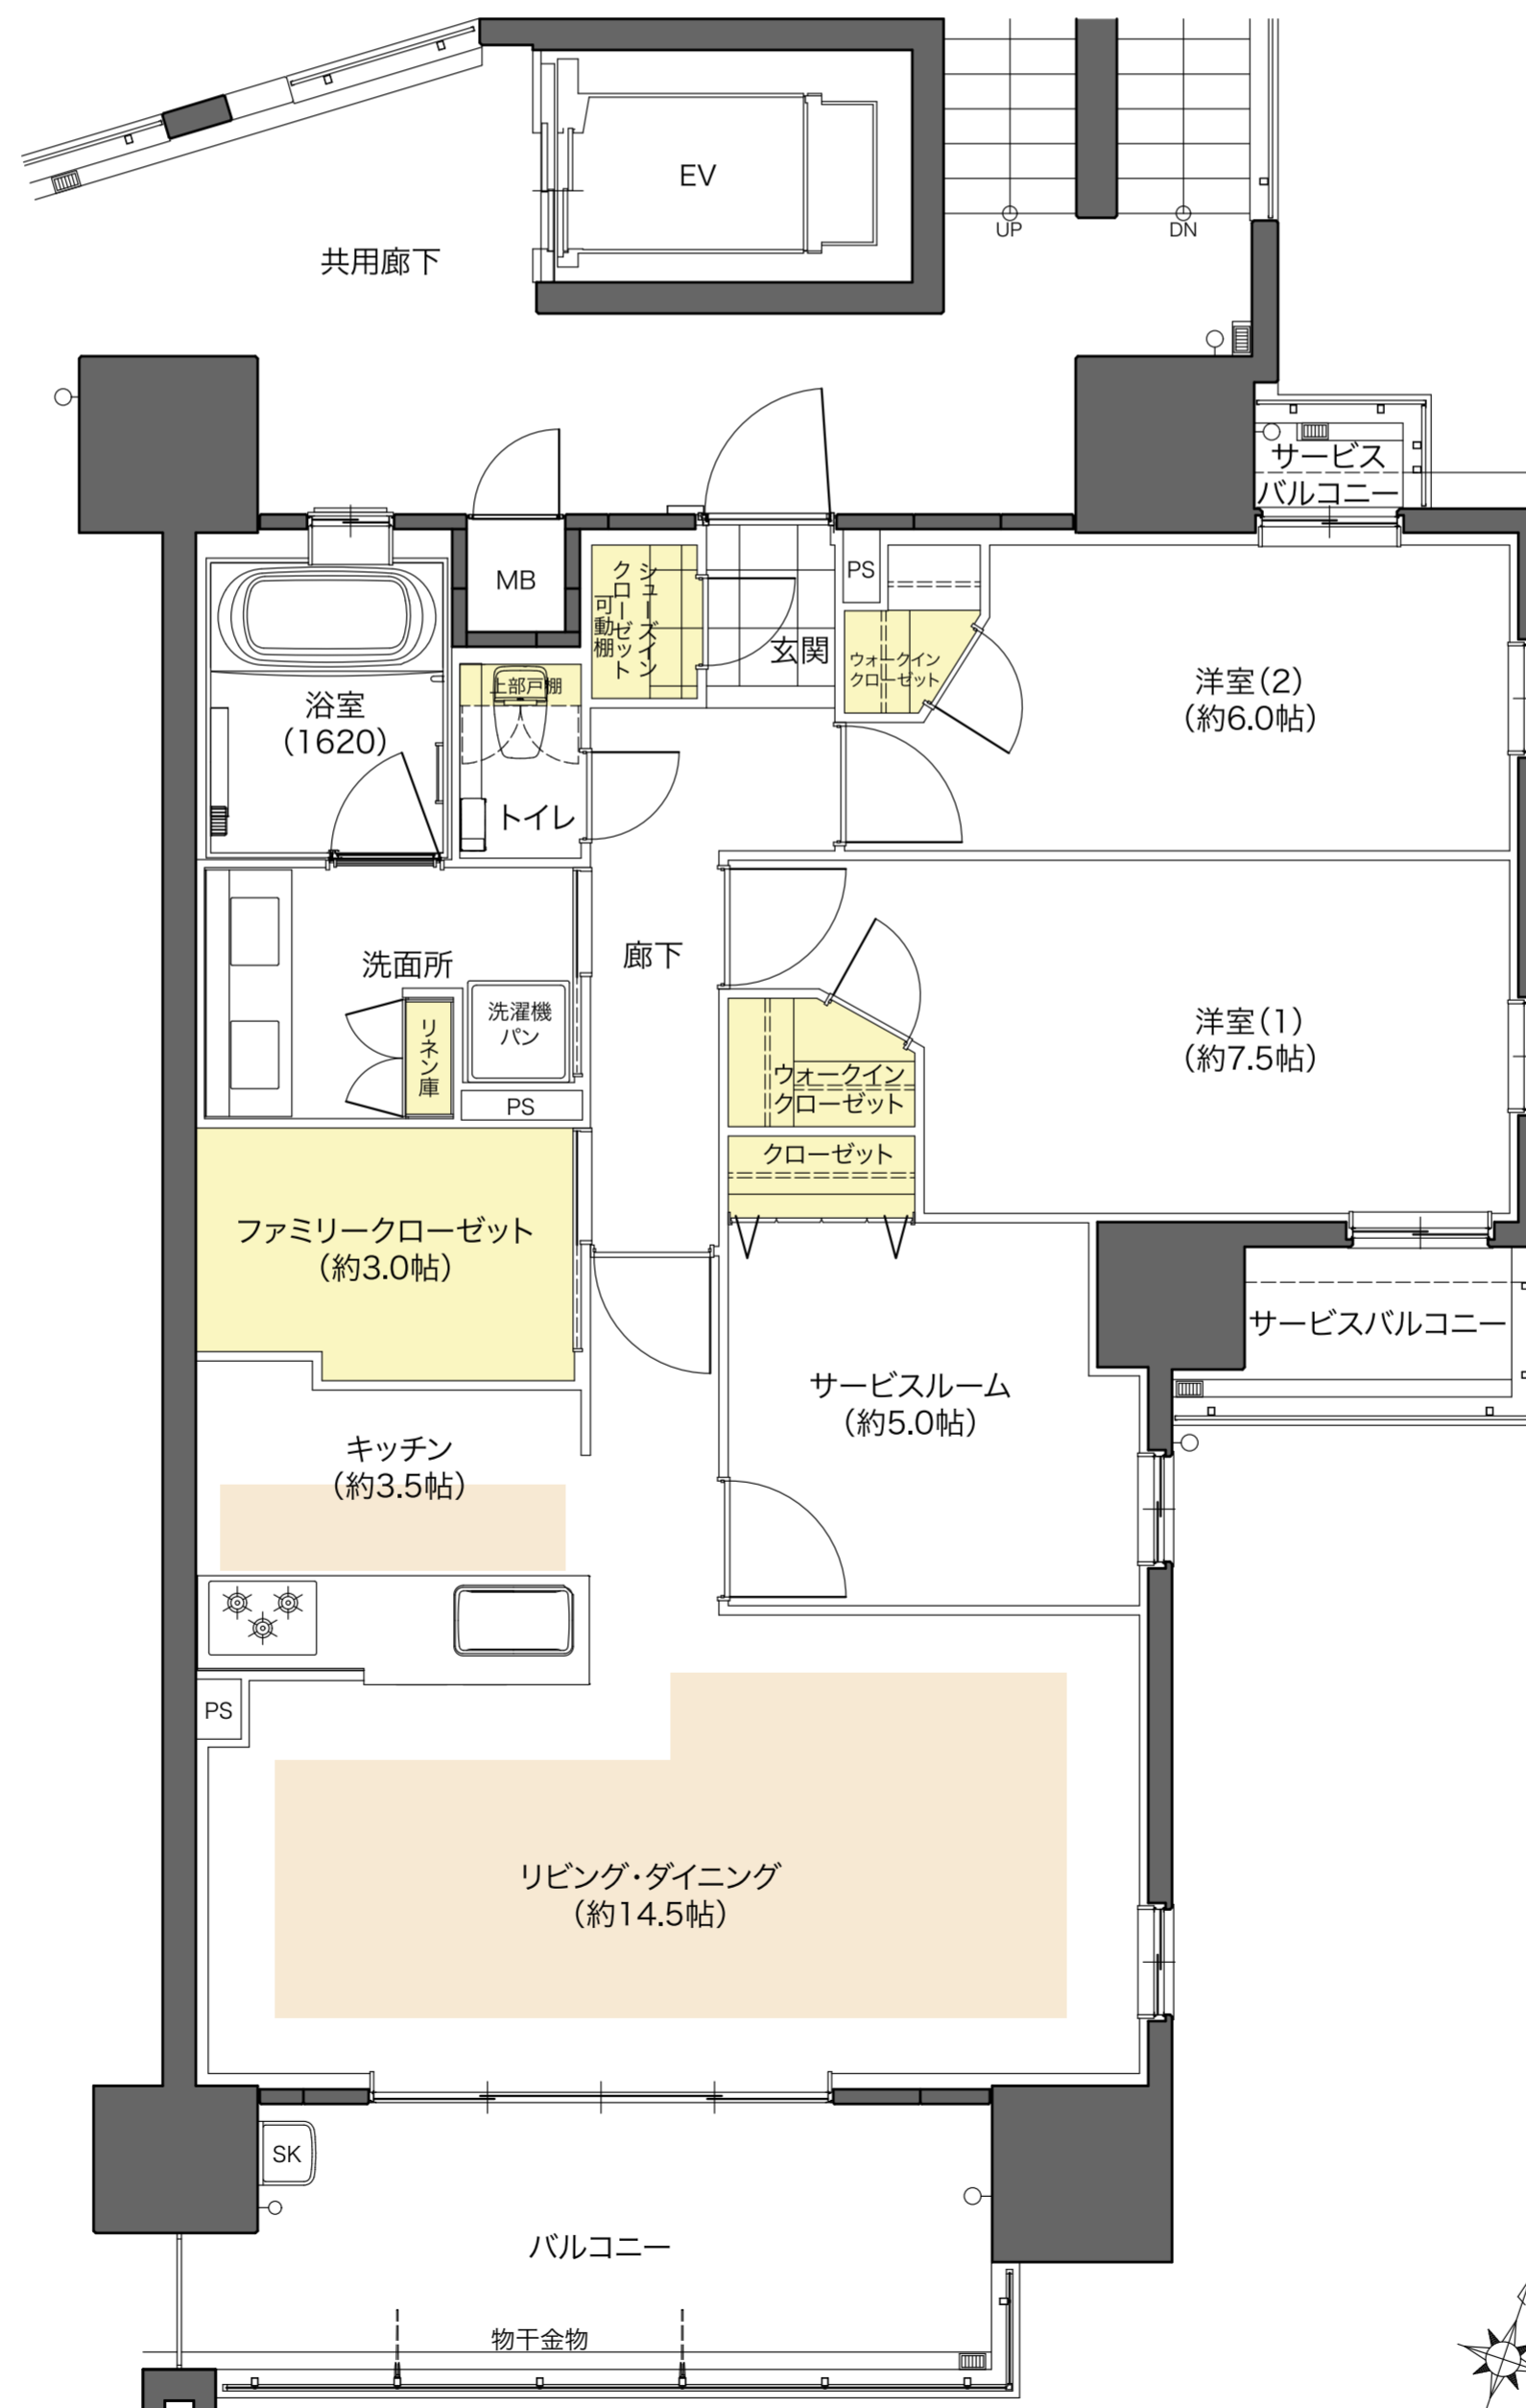 EV
UP
DN
共用廊下
サービス
バルコニー
MB
シューズイン
クローゼット
可動棚
玄関
PS
ウォークイン
クローゼット
洋室(2)
(約6.0帖)
上部戸棚
浴室
(1620)
トイレ
洗面所
廊下
洗濯機
パン
リネン庫
PS
洋室(1)
(約7.5帖)
ウォークイン
クローゼット
クローゼット
ファミリークローゼット
(約3.0帖)
サービスバルコニー
サービスルーム
(約5.0帖)
キッチン
(約3.5帖)
PS
リビング・ダイニング
(約14.5帖)
SK
バルコニー
物干金物